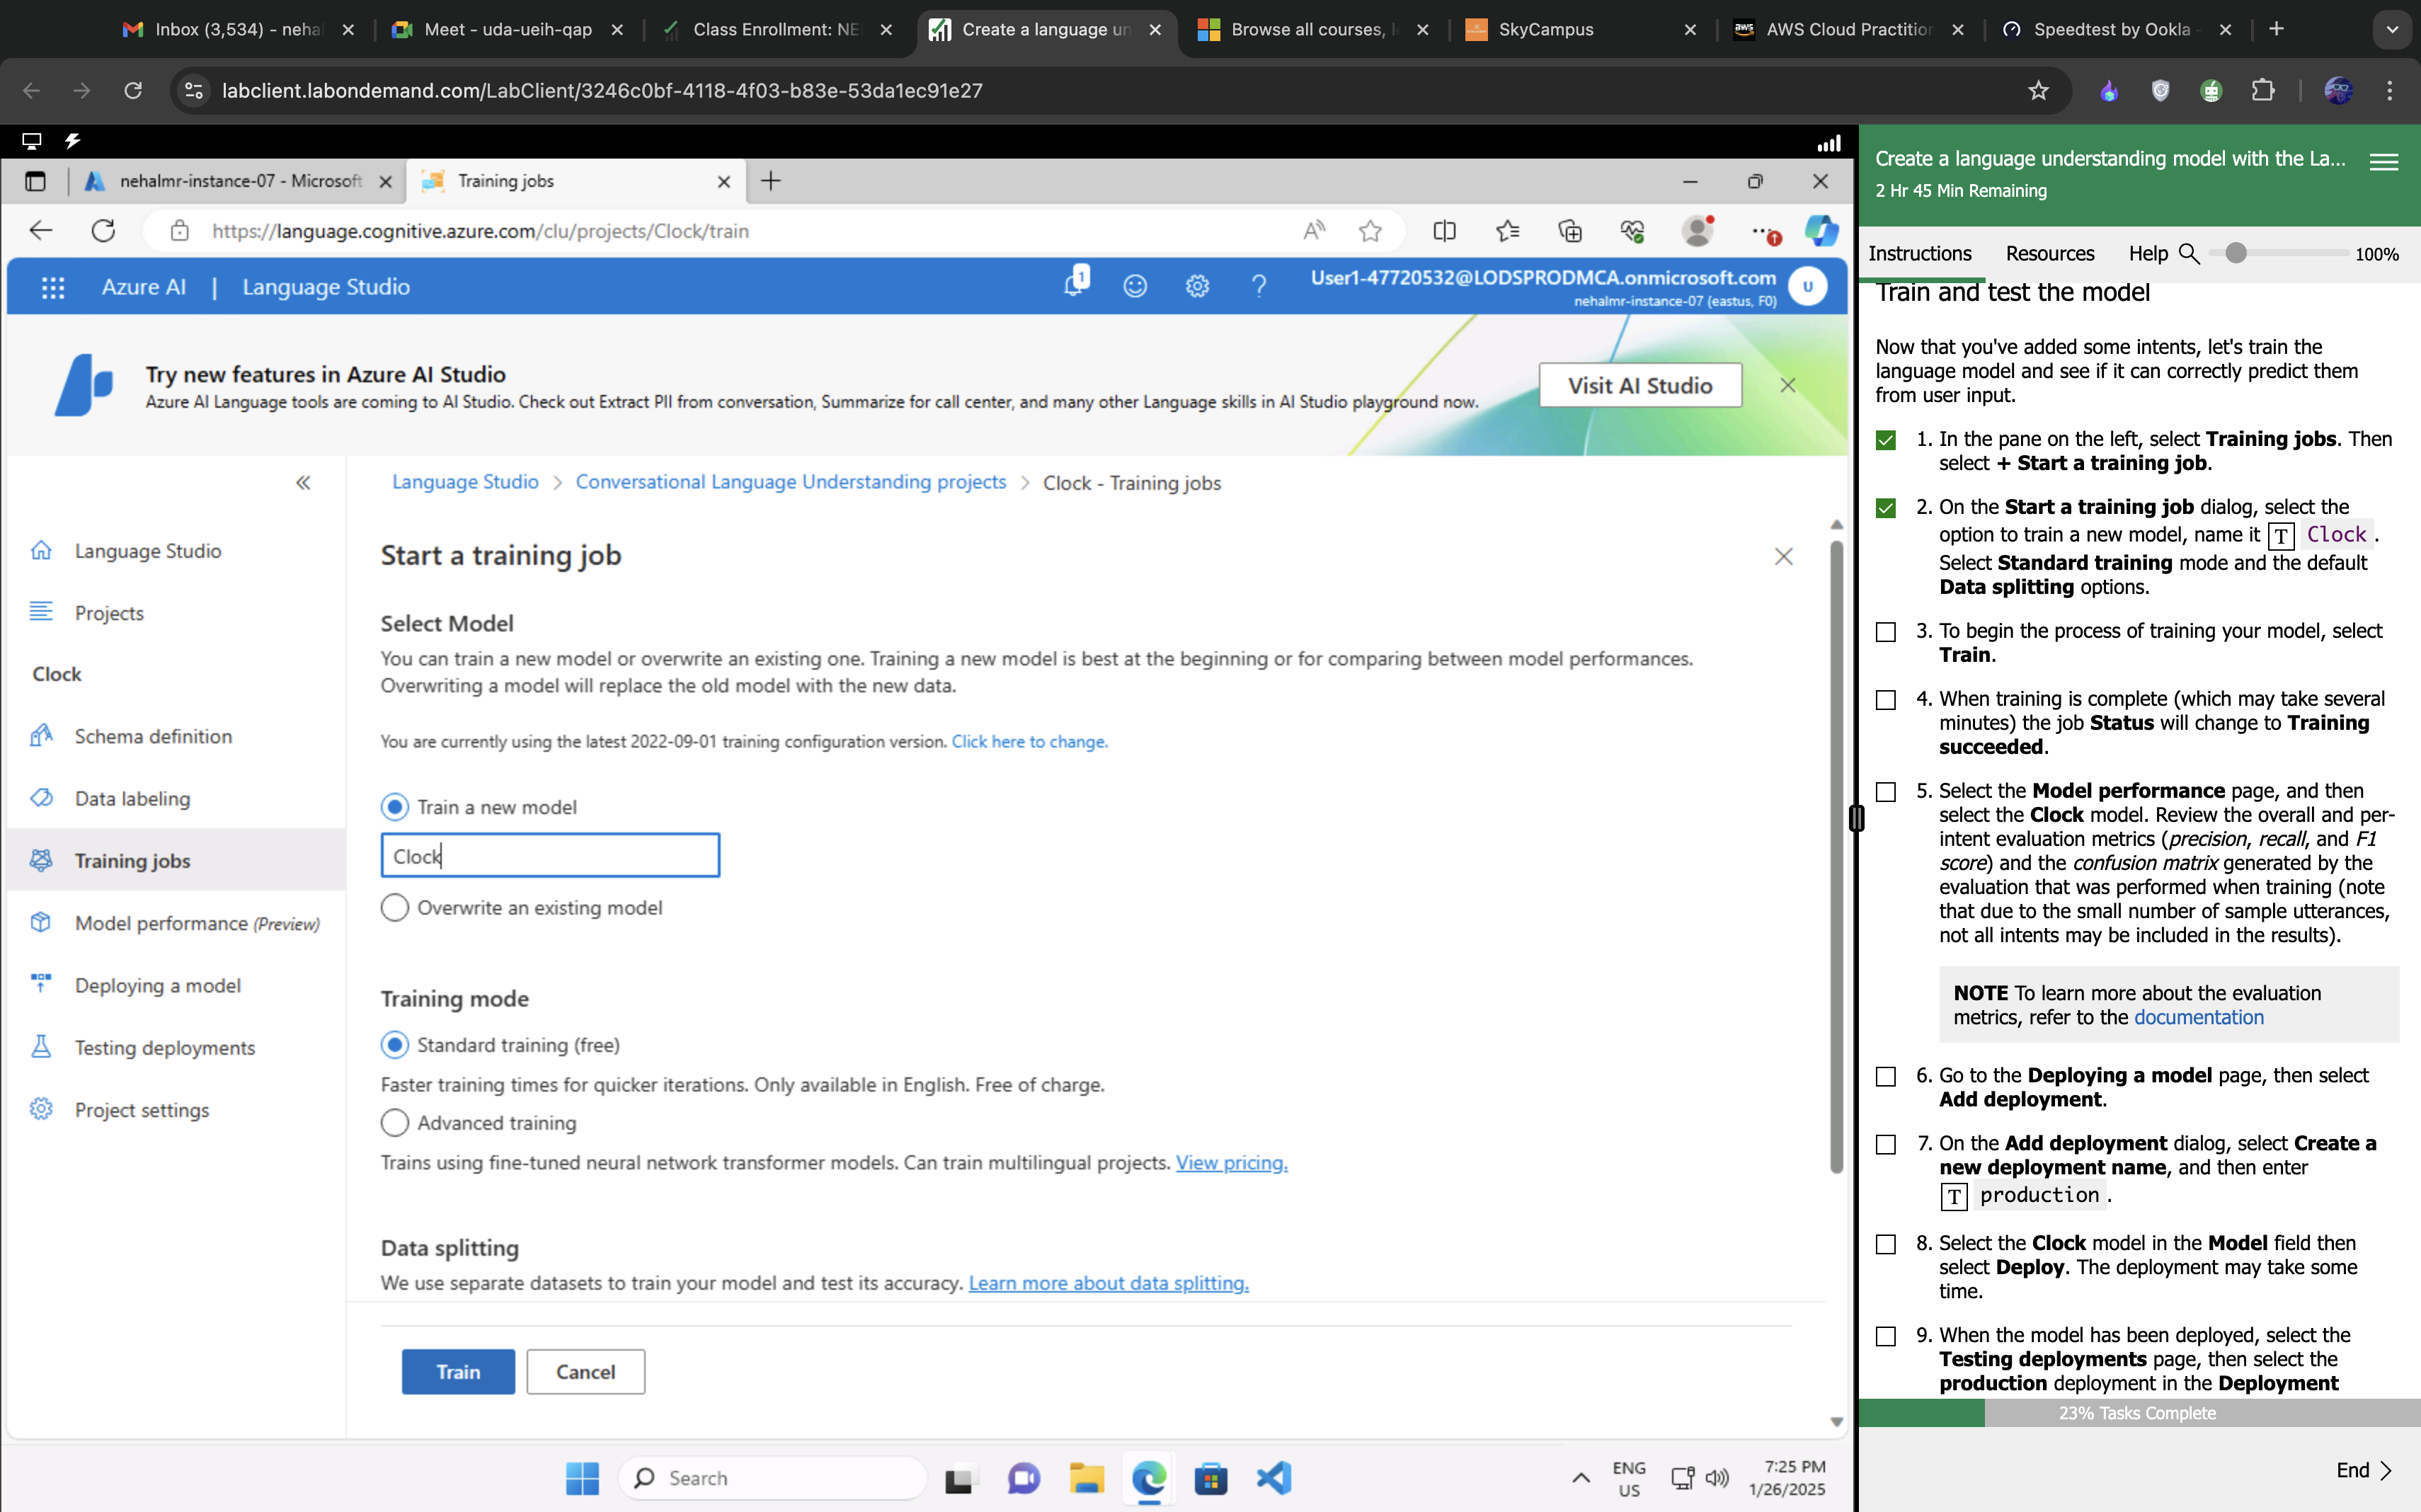 Inbox (3,534) - neha
Meet - uda-ueih-qap
Class Enrollment: NE
Create a language un
Browse all courses, l
SkyCampus
AWS Cloud Practition
Speedtest by Ookla -
labclient.labondemand.com/LabClient/3246c0bf-4118-4f03-b83e-53da1ec91e27
nehalmr-instance-07 - Microsoft
Training jobs
https://language.cognitive.azure.com/clu/projects/Clock/train
Azure AI | Language Studio
1
User1-47720532@LODSPRODMCA.onmicrosoft.com
nehalmr-instance-07 (eastus, F0)
U
Try new features in Azure AI Studio
Azure AI Language tools are coming to AI Studio. Check out Extract PII from conversation, Summarize for call center, and many other Language skills in AI Studio playground now.
Visit AI Studio
Language Studio
Projects
Clock
Schema definition
Data labeling
Training jobs
Model performance (Preview)
Deploying a model
Testing deployments
Project settings
Language Studio > Conversational Language Understanding projects > Clock - Training jobs
Start a training job
Select Model
You can train a new model or overwrite an existing one. Training a new model is best at the beginning or for comparing between model performances.
Overwriting a model will replace the old model with the new data.
You are currently using the latest 2022-09-01 training configuration version. Click here to change.
Train a new model
Clock
Overwrite an existing model
Training mode
Standard training (free)
Faster training times for quicker iterations. Only available in English. Free of charge.
Advanced training
Trains using fine-tuned neural network transformer models. Can train multilingual projects. View pricing.
Data splitting
We use separate datasets to train your model and test its accuracy. Learn more about data splitting.
Train
Cancel
Search
ENG
US
7:25 PM
1/26/2025
Create a language understanding model with the La...
2 Hr 45 Min Remaining
Instructions
Resources
Help
100%
Train and test the model
Now that you've added some intents, let's train the
language model and see if it can correctly predict them
from user input.
1. In the pane on the left, select Training jobs. Then
select + Start a training job.
2. On the Start a training job dialog, select the
option to train a new model, name it T Clock.
Select Standard training mode and the default
Data splitting options.
3. To begin the process of training your model, select
Train.
4. When training is complete (which may take several
minutes) the job Status will change to Training
succeeded.
5. Select the Model performance page, and then
select the Clock model. Review the overall and per-
intent evaluation metrics (precision, recall, and F1
score) and the confusion matrix generated by the
evaluation that was performed when training (note
that due to the small number of sample utterances,
not all intents may be included in the results).
NOTE To learn more about the evaluation
metrics, refer to the documentation
6. Go to the Deploying a model page, then select
Add deployment.
7. On the Add deployment dialog, select Create a
new deployment name, and then enter
T production.
8. Select the Clock model in the Model field then
select Deploy. The deployment may take some
time.
9. When the model has been deployed, select the
Testing deployments page, then select the
production deployment in the Deployment
23% Tasks Complete
End >